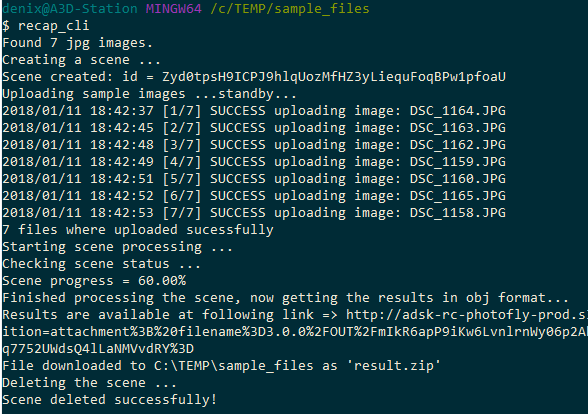 denix@A3D-Station MINGW64 /c/TEMP/sample_files
$ recap_cli
Found 7 jpg images.
Creating a scene ...
Scene created: id = Zyd0tpsH9ICPJ9hlqUozMfHZ3yLiequFoqBPw1pfoaU
Uploading sample images ...standby...
2018/01/11 18:42:37 [1/7] SUCCESS uploading image: DSC_1164.JPG
2018/01/11 18:42:45 [2/7] SUCCESS uploading image: DSC_1163.JPG
2018/01/11 18:42:48 [3/7] SUCCESS uploading image: DSC_1162.JPG
2018/01/11 18:42:49 [4/7] SUCCESS uploading image: DSC_1159.JPG
2018/01/11 18:42:51 [5/7] SUCCESS uploading image: DSC_1160.JPG
2018/01/11 18:42:52 [6/7] SUCCESS uploading image: DSC_1165.JPG
2018/01/11 18:42:53 [7/7] SUCCESS uploading image: DSC_1158.JPG
7 files where uploaded sucessfully
Starting scene processing ...
Checking scene status ...
Scene progress = 60.00%
Finished processing the scene, now getting the results in obj format...
Results are available at following link => http://adsk-rc-photofly-prod.s
ition=attachment%3B%20filename%3D3.0.0%2FOUT%2FmIkR6apP9iKw6LvnlrnWy06p2A
q7752UWdsQ4lLaNMVvdRY%3D
File downloaded to C:\TEMP\sample_files as 'result.zip'
Deleting the scene ...
Scene deleted successfully!